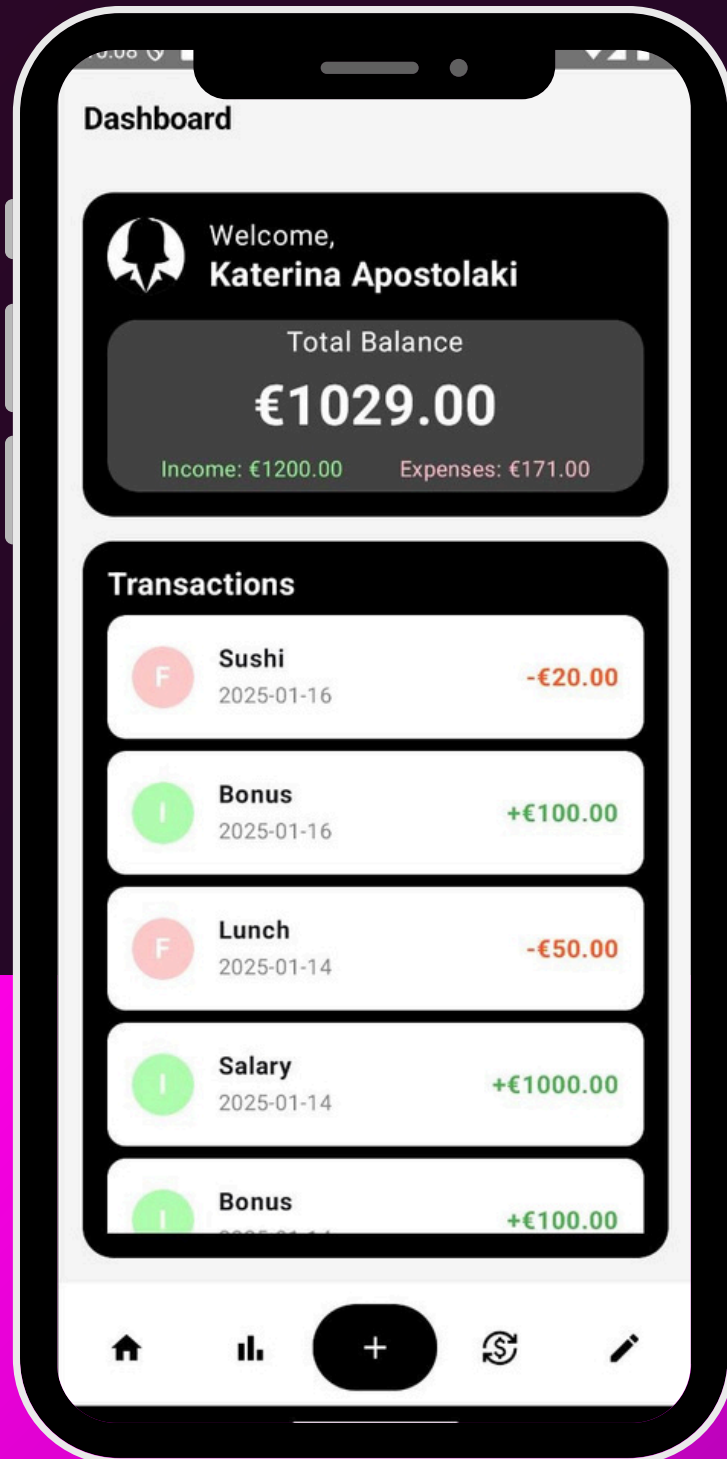 Dashboard
Welcome,
Katerina Apostolaki
Total Balance
€1029.00
Income: €1200.00 Expenses: €171.00
Transactions
F
Sushi
-€20.00
2025-01-16
I
Bonus
+€100.00
2025-01-16
F
Lunch
-€50.00
2025-01-14
I
Salary
+€1000.00
2025-01-14
I
Bonus
+€100.00
+